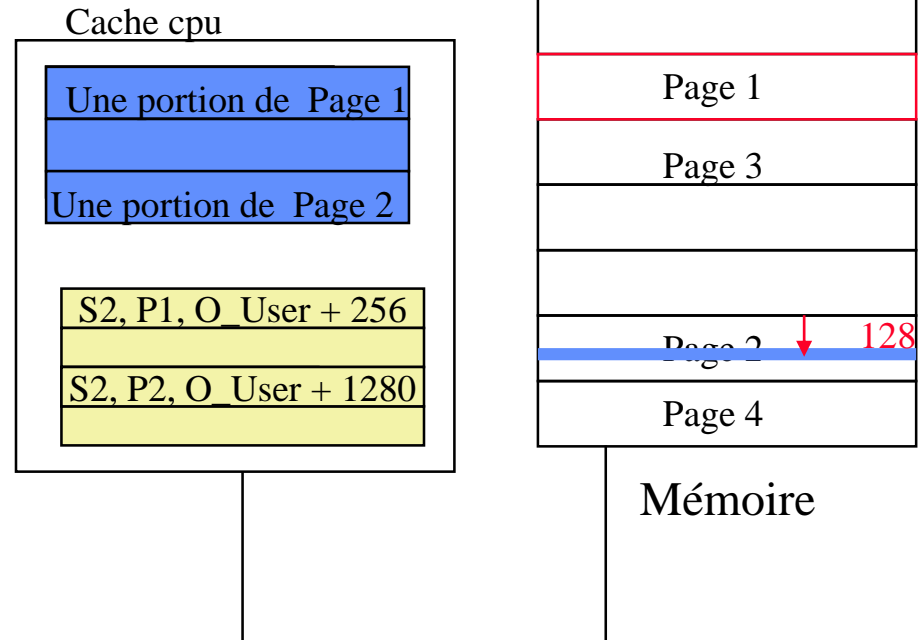 Cache cpu
Une portion de Page 1
Une portion de Page 2
S2, P1, O_User + 256
S2, P2, O_User + 1280
Page 1
Page 3
Page 2
128
Page 4
Mémoire